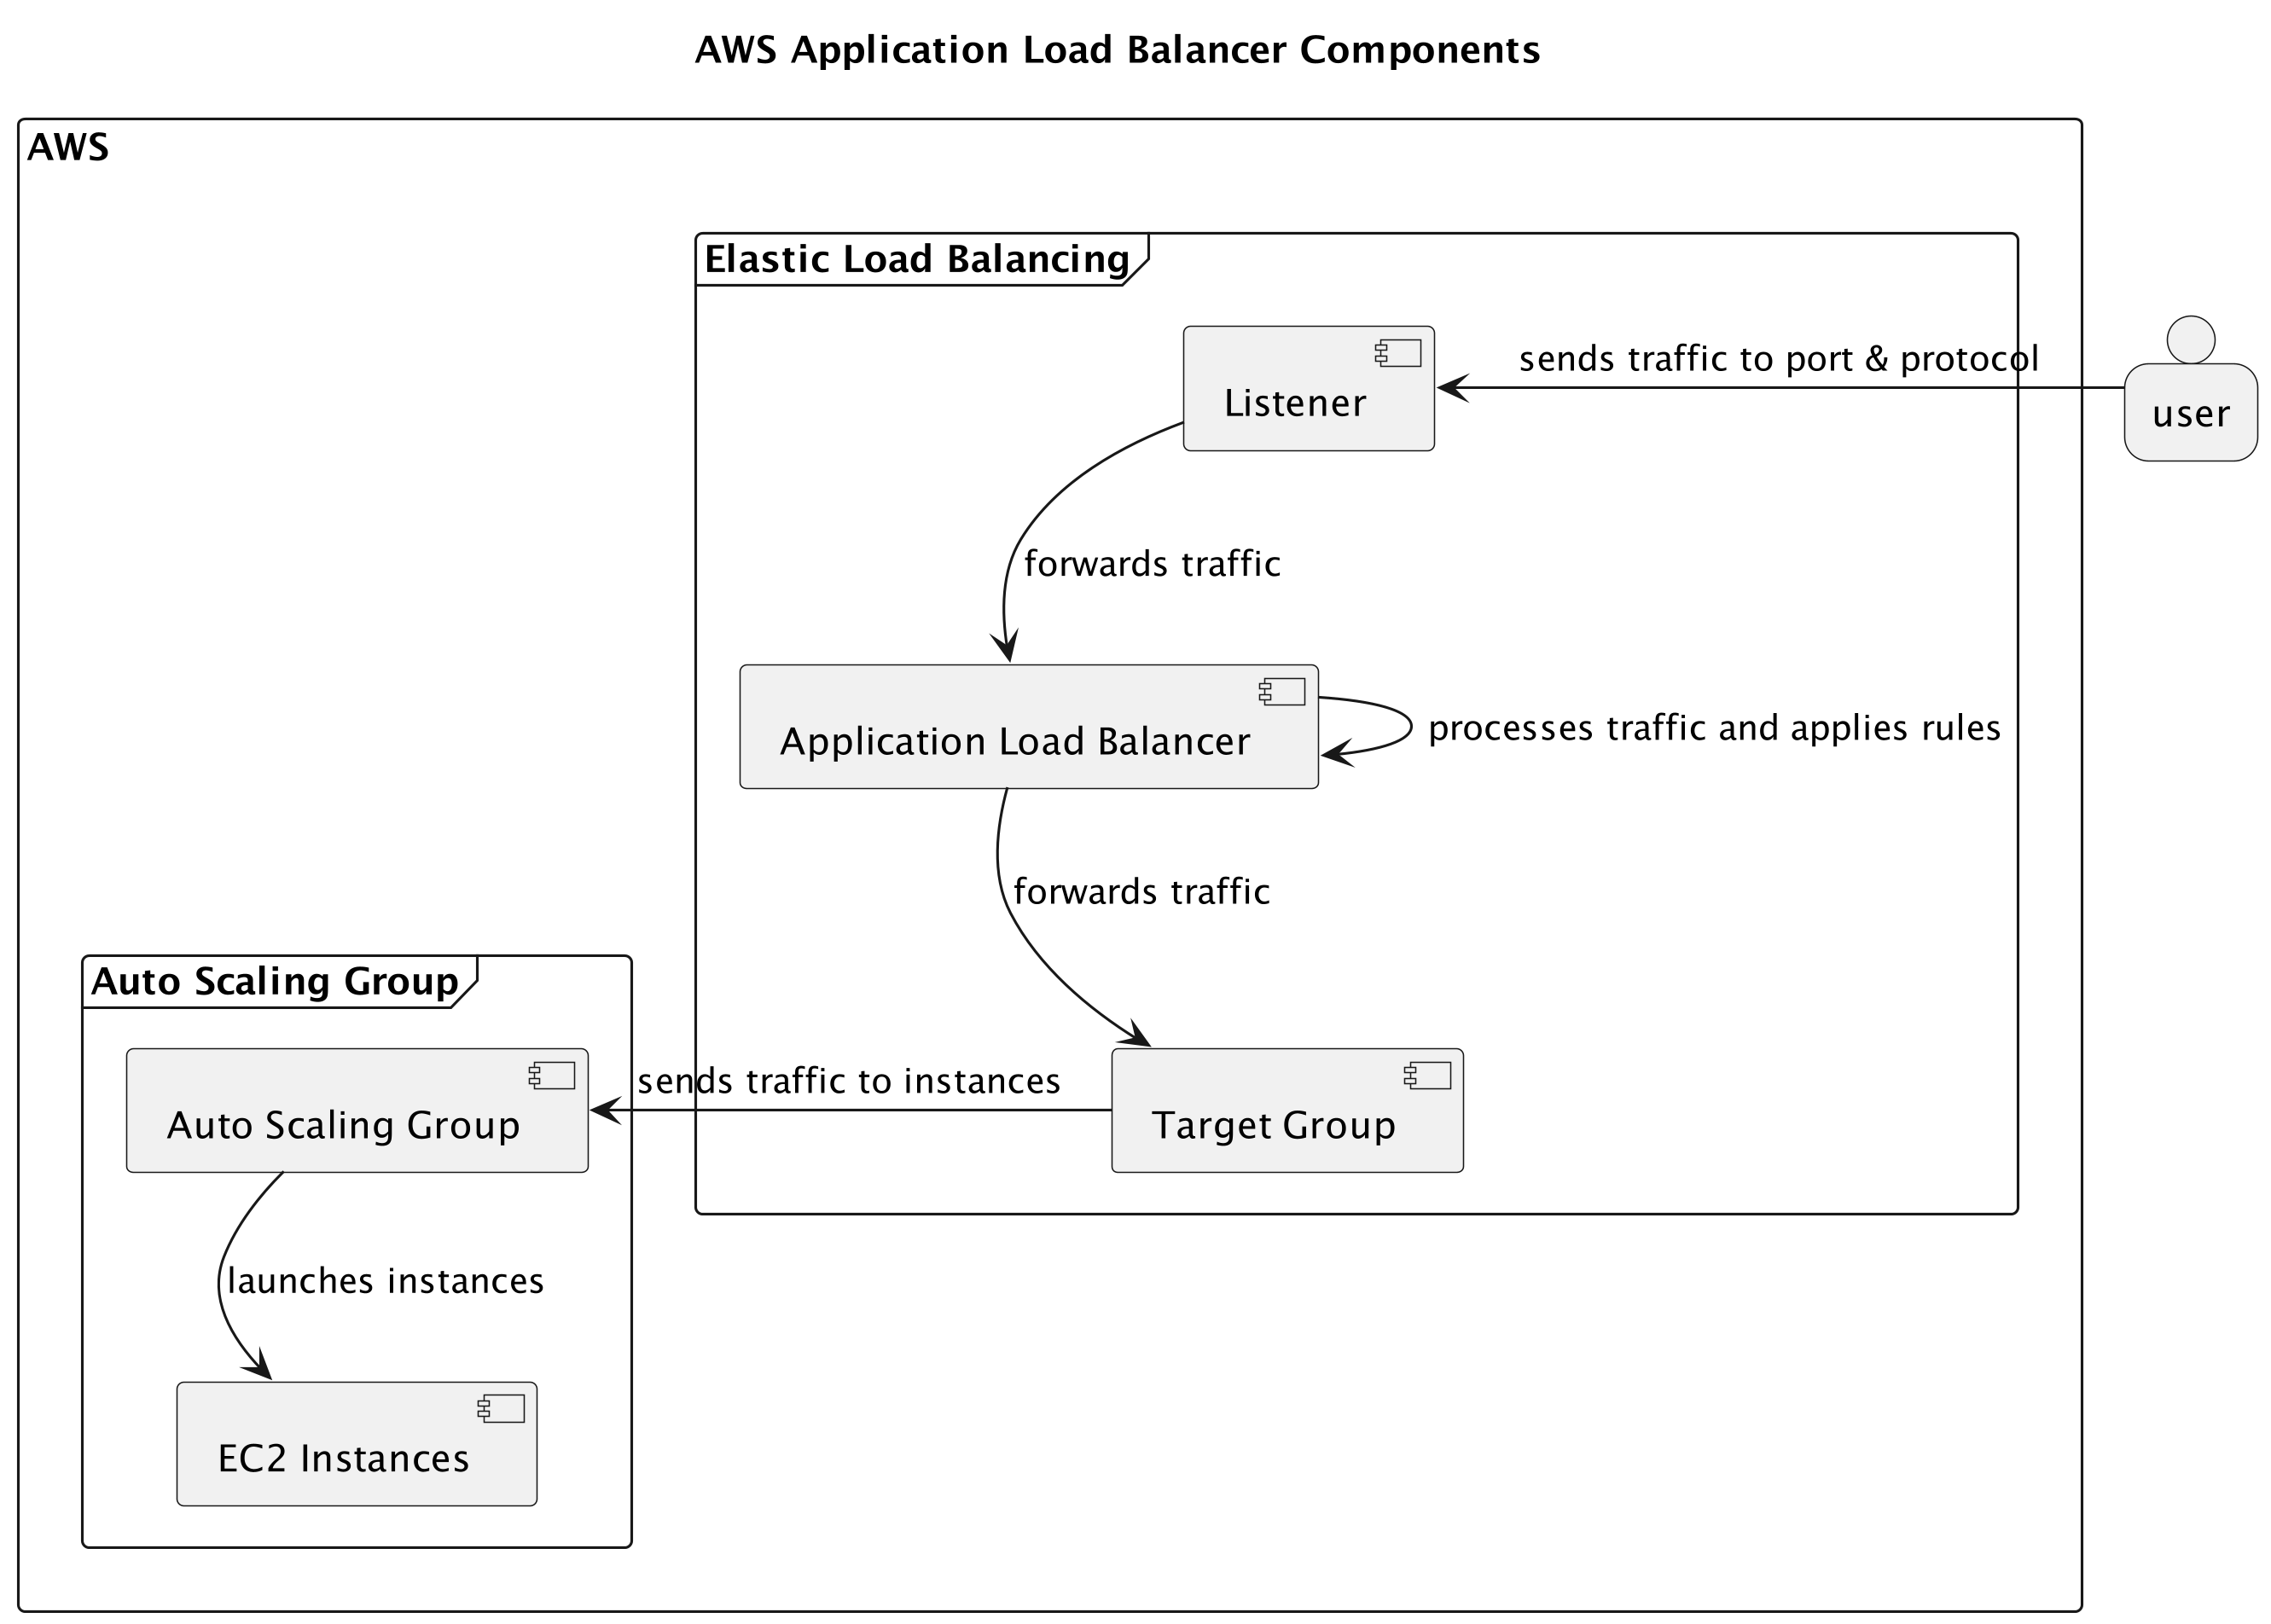 AWS Application Load Balancer Components
AWS
Elastic Load Balancing
Listener
sends traffic to port & protocol
user
forwards traffic
Application Load Balancer
processes traffic and applies rules
forwards traffic
Auto Scaling Group
Auto Scaling Group
sends traffic to instances
Target Group
launches instances
EC2 Instances